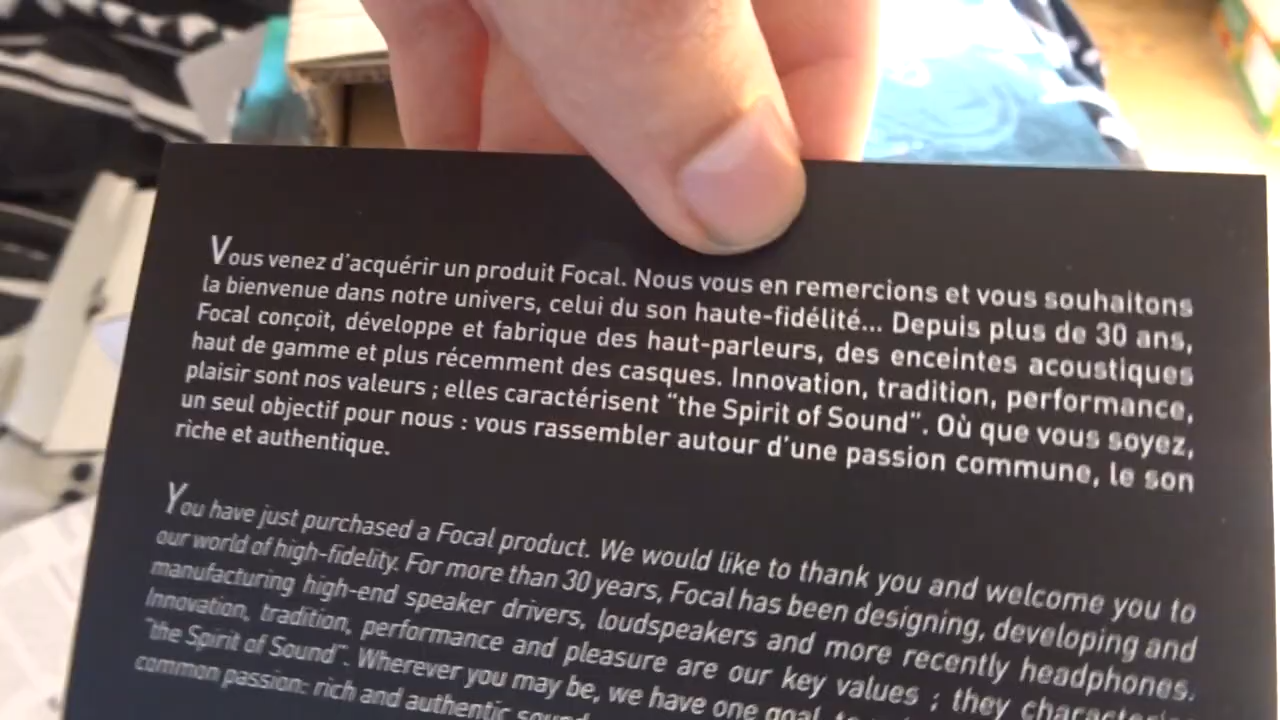 Vous venez d'acquérir un produit Focal. Nous vous en remercions et vous souhaitons
la bienvenue dans notre univers, celui du son haute-fidélité... Depuis plus de 30 ans,
Focal conçoit, développe et fabrique des haut-parleurs, des enceintes acoustiques
haut de gamme et plus récemment des casques. Innovation, tradition, performance,
plaisir sont nos valeurs ; elles caractérisent "the Spirit of Sound". Où que vous soyez,
un seul objectif pour nous : vous rassembler autour d'une passion commune, le son
riche et authentique.
You have just purchased a Focal product. We would like to thank you and welcome you to
our world of high-fidelity. For more than 30 years, Focal has been designing, developing and
manufacturing high-end speaker drivers, loudspeakers and more recently headphones.
Innovation, tradition, performance and pleasure are our key values ; they
"the Spirit of Sound". Wherever you may be, we have one goal,
common passion: rich and authentic sound